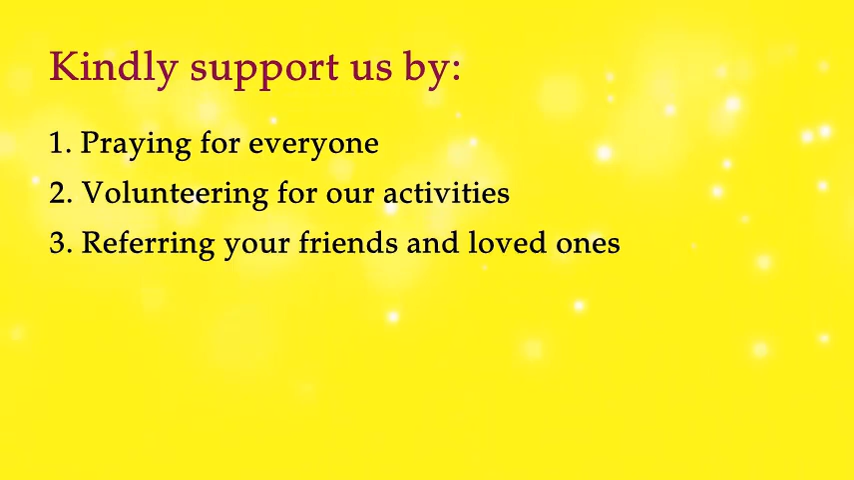 Kindly support us by:
1. Praying for everyone
2. Volunteering for our activities
3. Referring your friends and loved ones